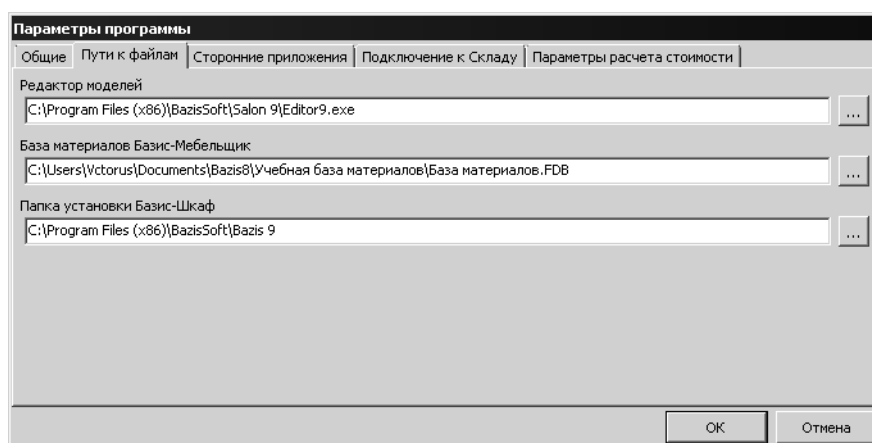 Параметры программы
Общие Пути к файлам Сторонние приложения Подключение к Складу Параметры расчета стоимости
Редактор моделей
C:\Program Files (x86)\BazisSoft\Salon 9\Editor9.exe ...
База материалов Базис-Мебельщик
C:\Users\Vctorus\Documents\Bazis8\Учебная база материалов\База материалов.FDB ...
Папка установки Базис-Шкаф
C:\Program Files (x86)\BazisSoft\Bazis 9 ...
ОК Отмена